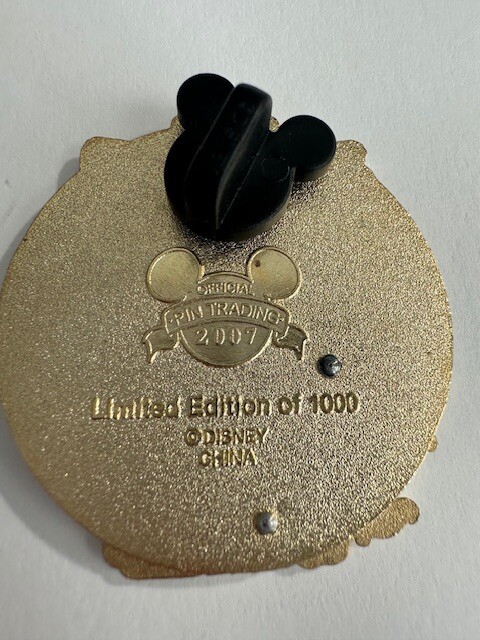 OFFICIAL
PIN TRADING
2007
Limited Edition of 1000
©DISNEY
CHINA